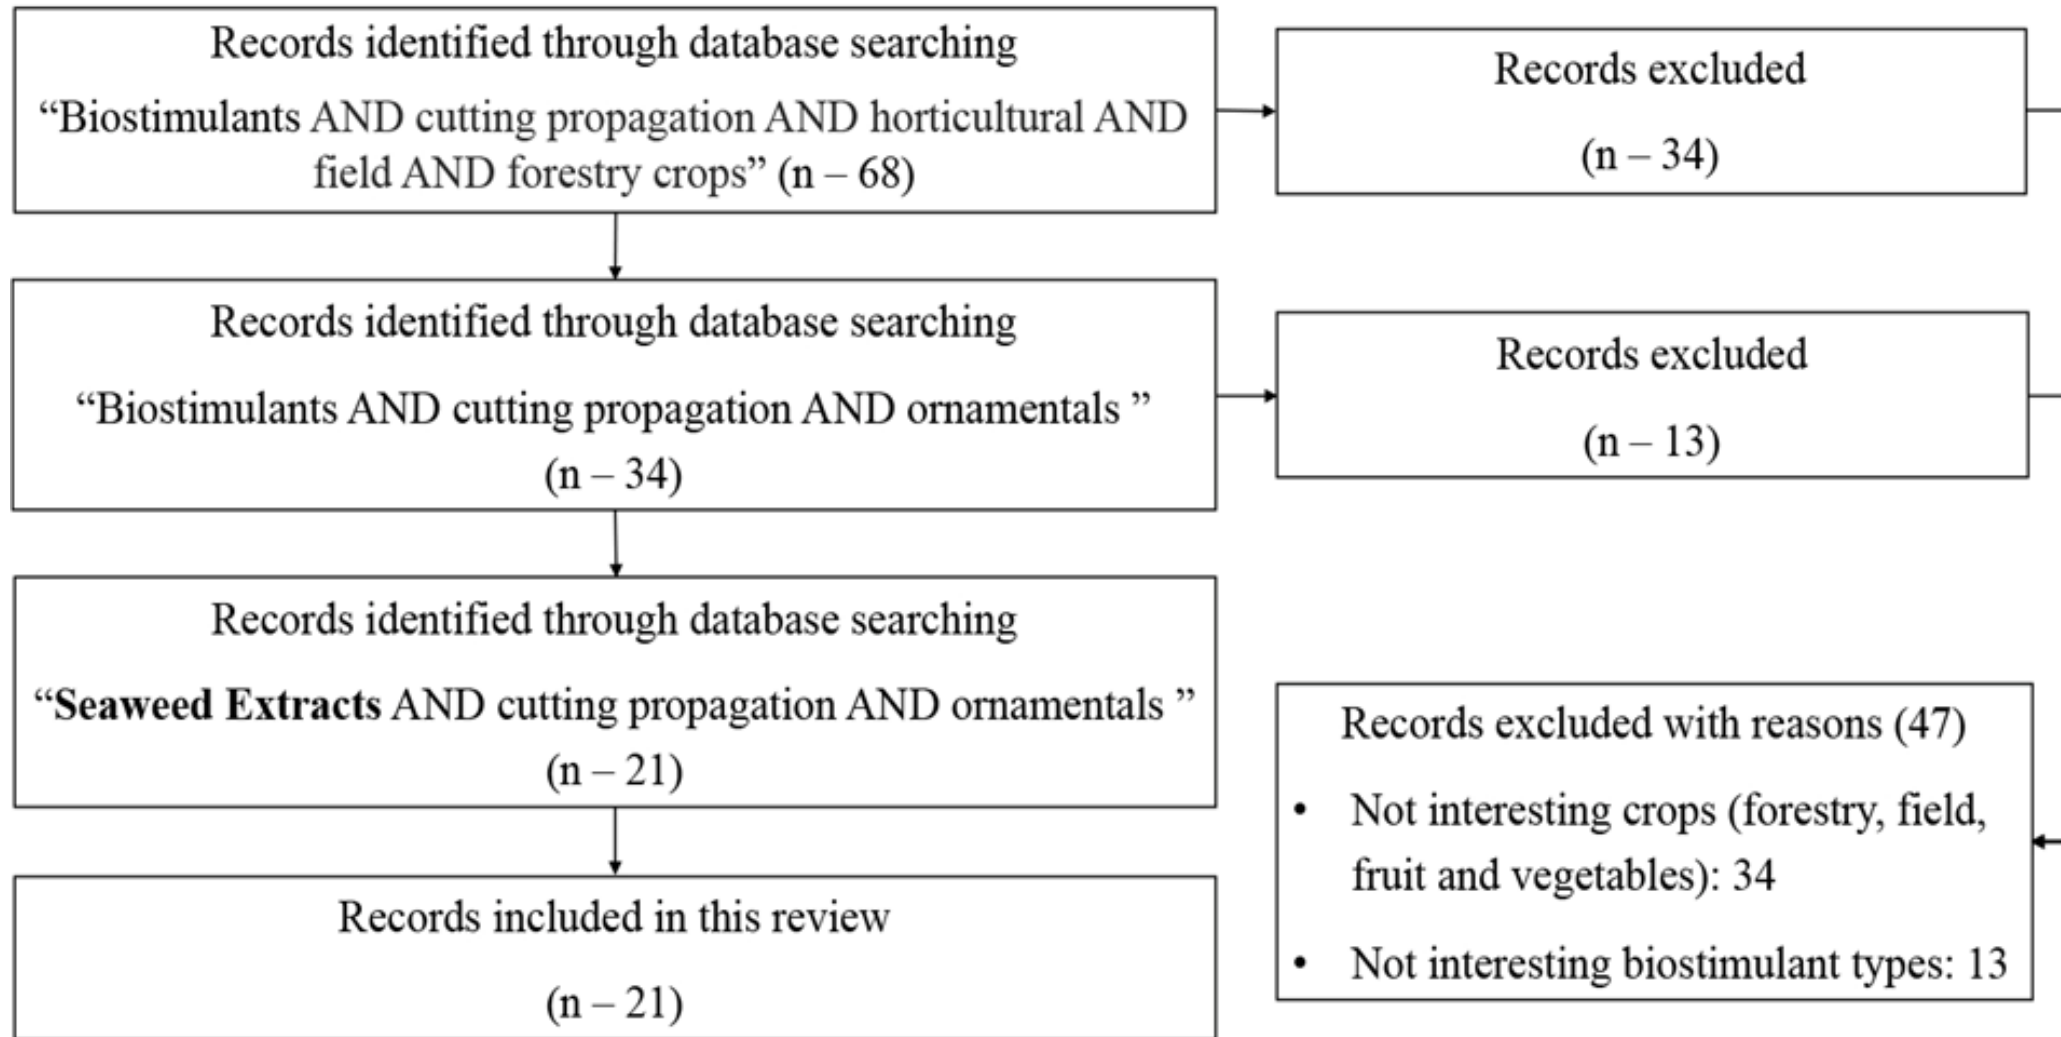 Records identified through database searching
“Biostimulants AND cutting propagation AND horticultural AND
field AND forestry crops” (n – 68)
Records excluded
(n – 34)
Records identified through database searching
“Biostimulants AND cutting propagation AND ornamentals ”
(n – 34)
Records excluded
(n – 13)
Records identified through database searching
“Seaweed Extracts AND cutting propagation AND ornamentals ”
(n – 21)
Records excluded with reasons (47)
• Not interesting crops (forestry, field,
fruit and vegetables): 34
• Not interesting biostimulant types: 13
Records included in this review
(n – 21)